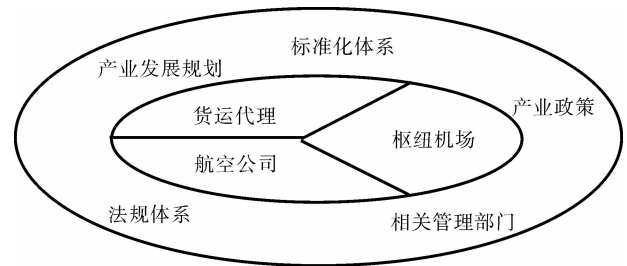 标准化体系
产业发展规划
产业政策
货运代理
枢纽机场
航空公司
法规体系
相关管理部门